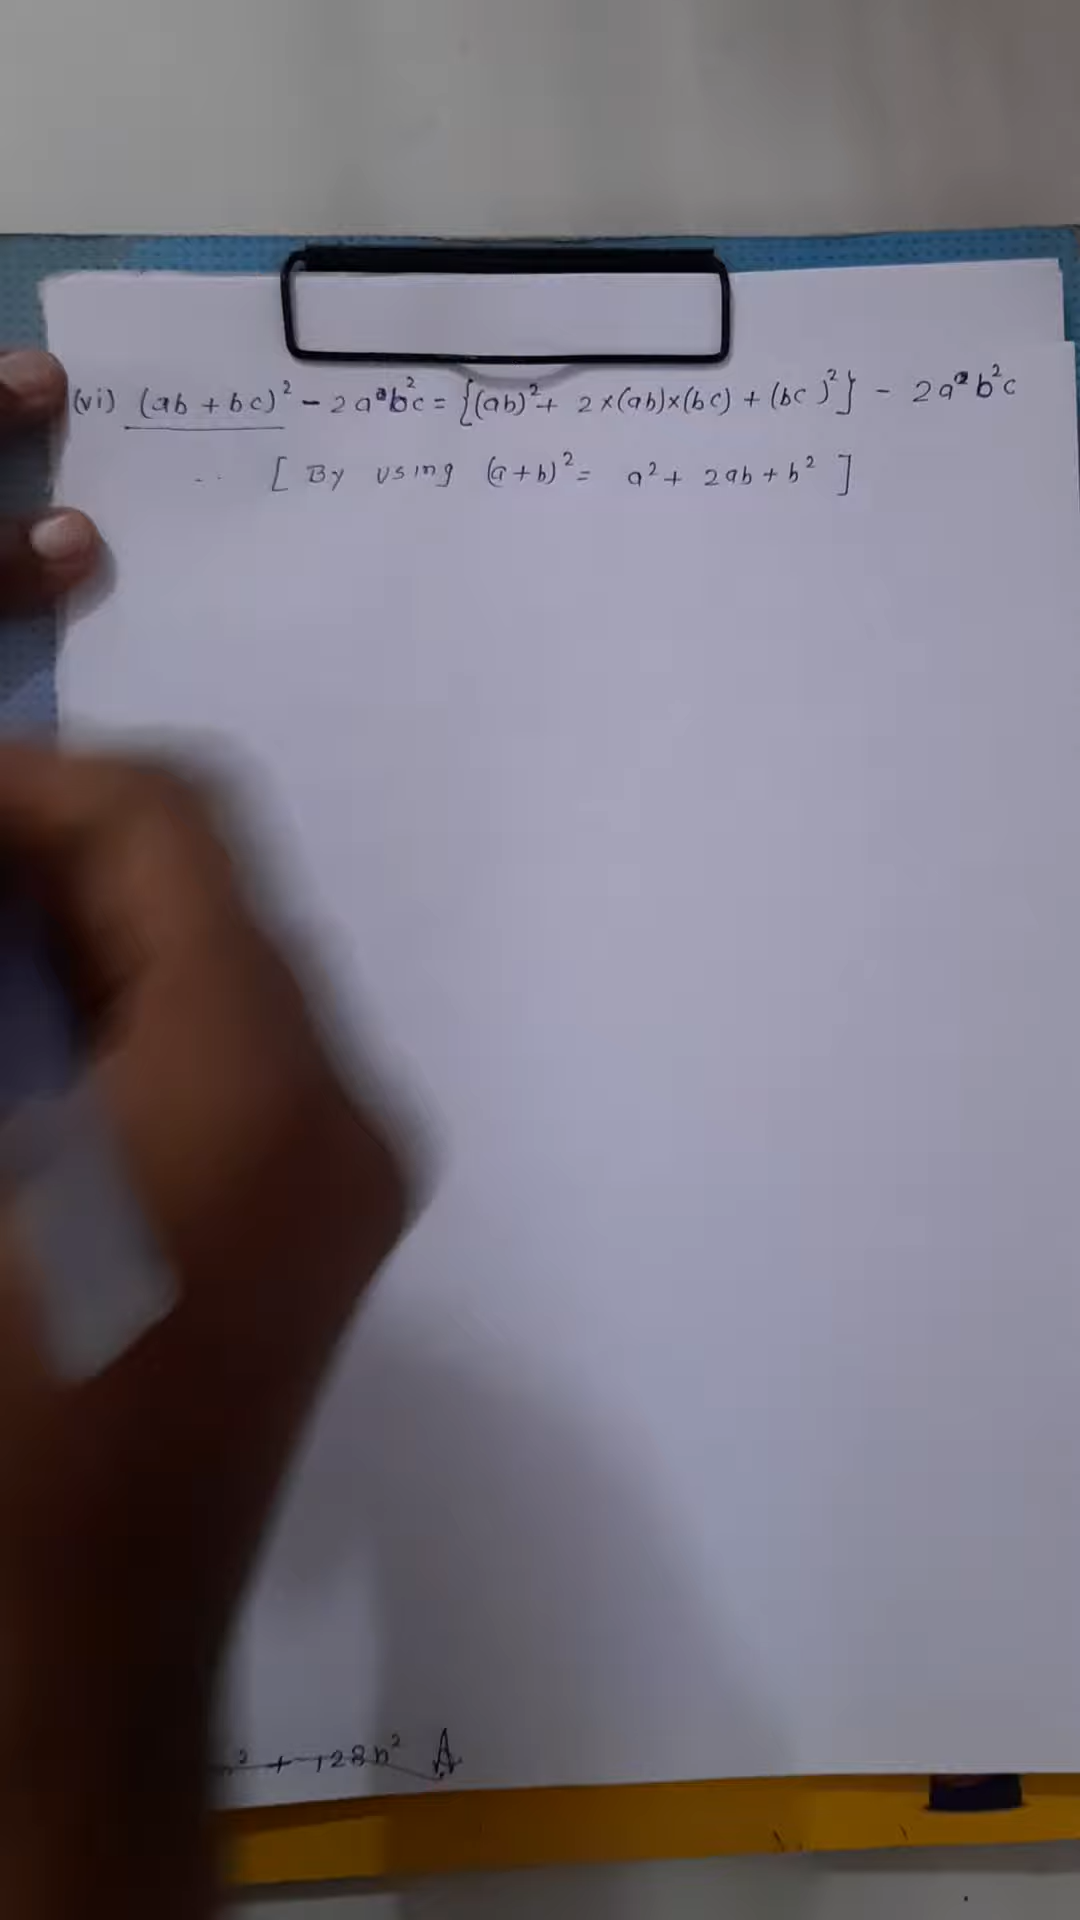 (vi) (ab + bc)² - 2a²b²c = {(ab)² + 2×(ab)×(bc) + (bc)²} - 2a²b²c
[By using (a+b)² = a² + 2ab + b²]
+ 128n²